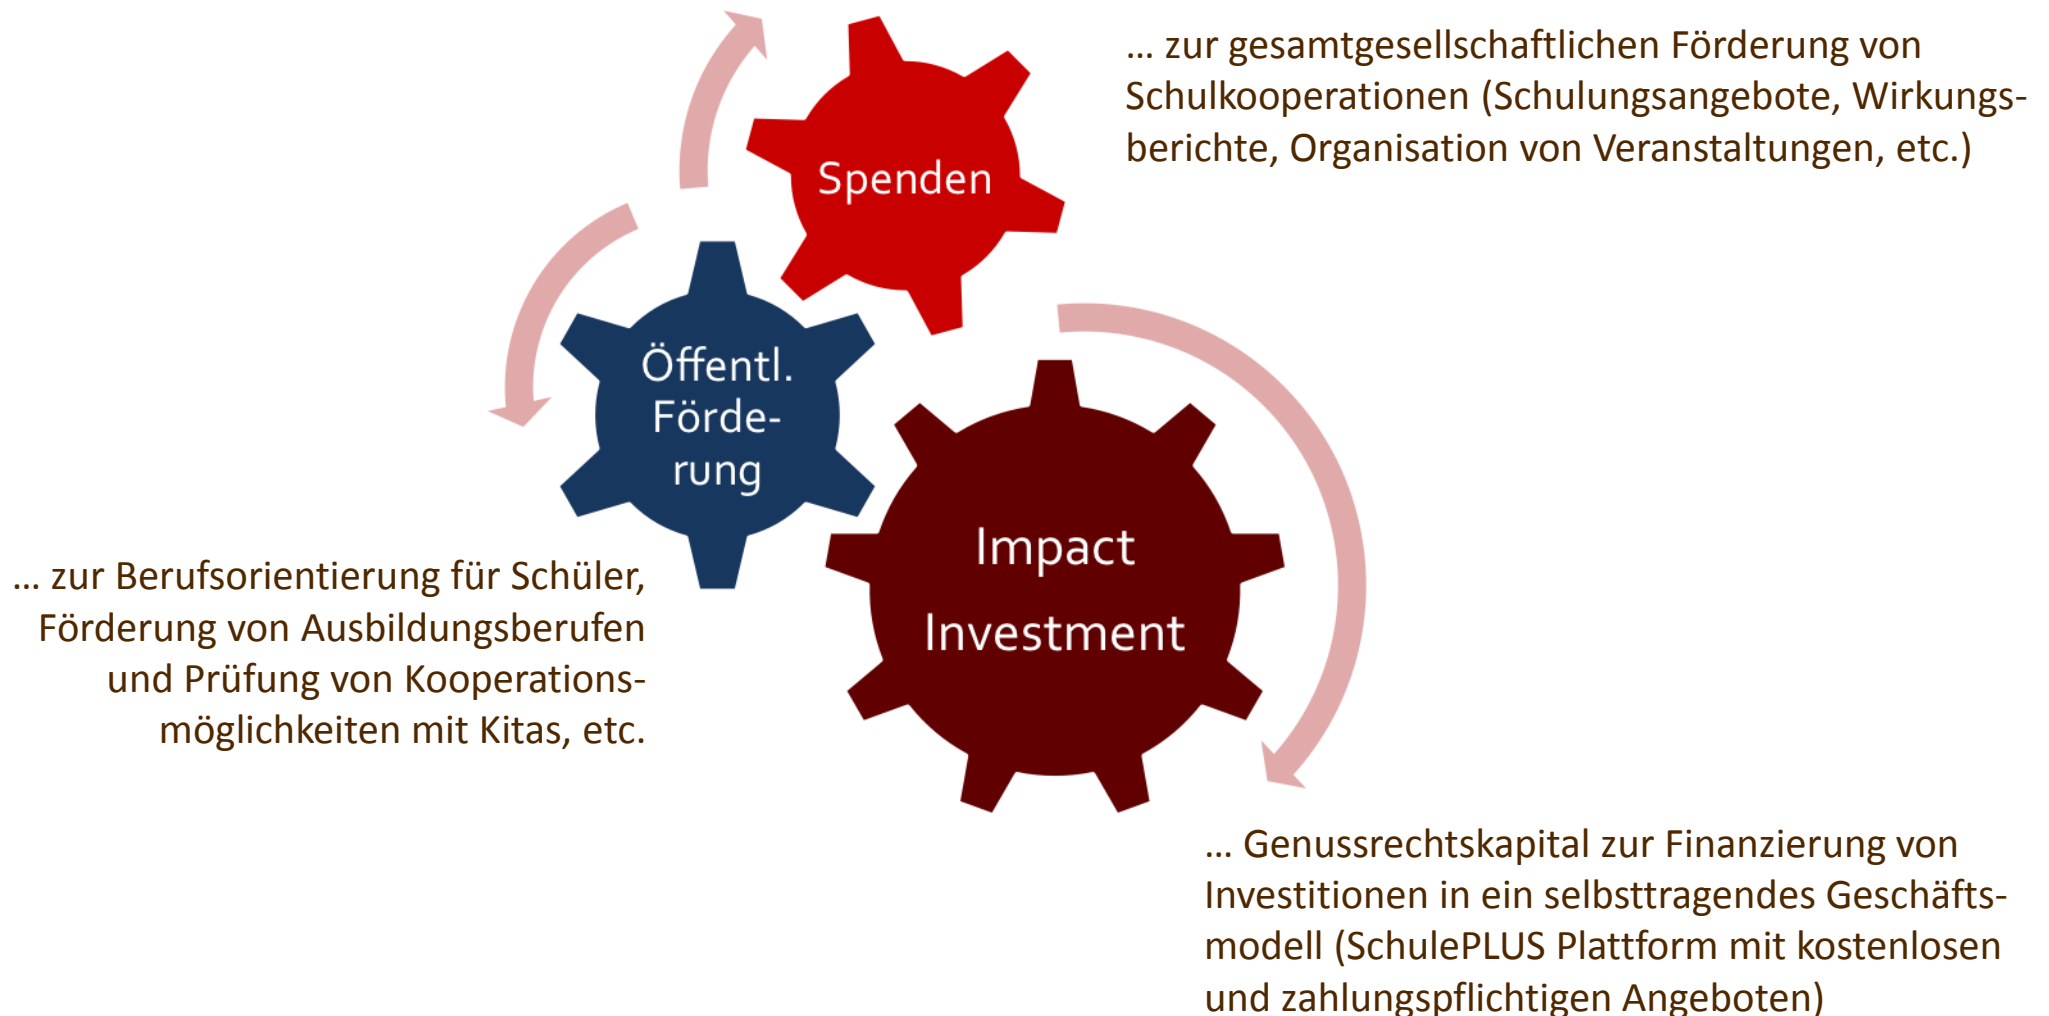 ... zur gesamtgesellschaftlichen Förderung von
Schulkooperationen (Schulungsangebote, Wirkungs-
berichte, Organisation von Veranstaltungen, etc.)
Spenden
Öffentl.
Förde-
rung
Impact
Investment
... zur Berufsorientierung für Schüler,
Förderung von Ausbildungsberufen
und Prüfung von Kooperations-
möglichkeiten mit Kitas, etc.
... Genussrechtskapital zur Finanzierung von
Investitionen in ein selbsttragendes Geschäfts-
modell (SchulePLUS Plattform mit kostenlosen
und zahlungspflichtigen Angeboten)